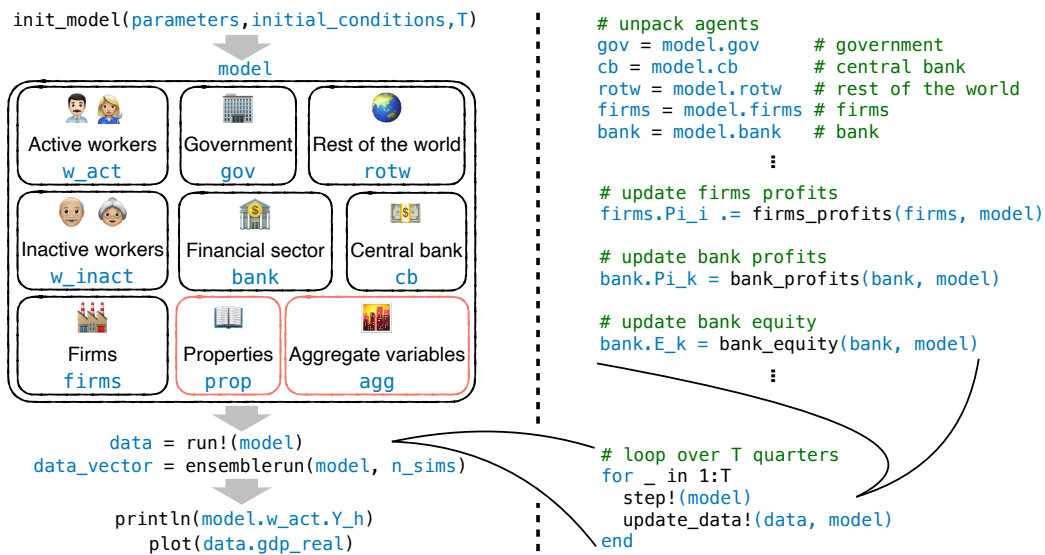 init_model(parameters,initial_conditions,T)
model
Active workers
w_act
Government
gov
Rest of the world
rotw
Inactive workers
w_inact
Financial sector
bank
Central bank
cb
Firms
firms
Properties
prop
Aggregate variables
agg
data = run!(model)
data_vector = ensemblerun(model, n_sims)
println(model.w_act.Y_h)
plot(data.gdp_real)
# unpack agents
gov = model.gov # government
cb = model.cb # central bank
rotw = model.rotw # rest of the world
firms = model.firms # firms
bank = model.bank # bank
⋮
# update firms profits
firms.Pi_i .= firms_profits(firms, model)
# update bank profits
bank.Pi_k = bank_profits(bank, model)
# update bank equity
bank.E_k = bank_equity(bank, model)
⋮
# loop over T quarters
for _ in 1:T
step!(model)
update_data!(data, model)
end